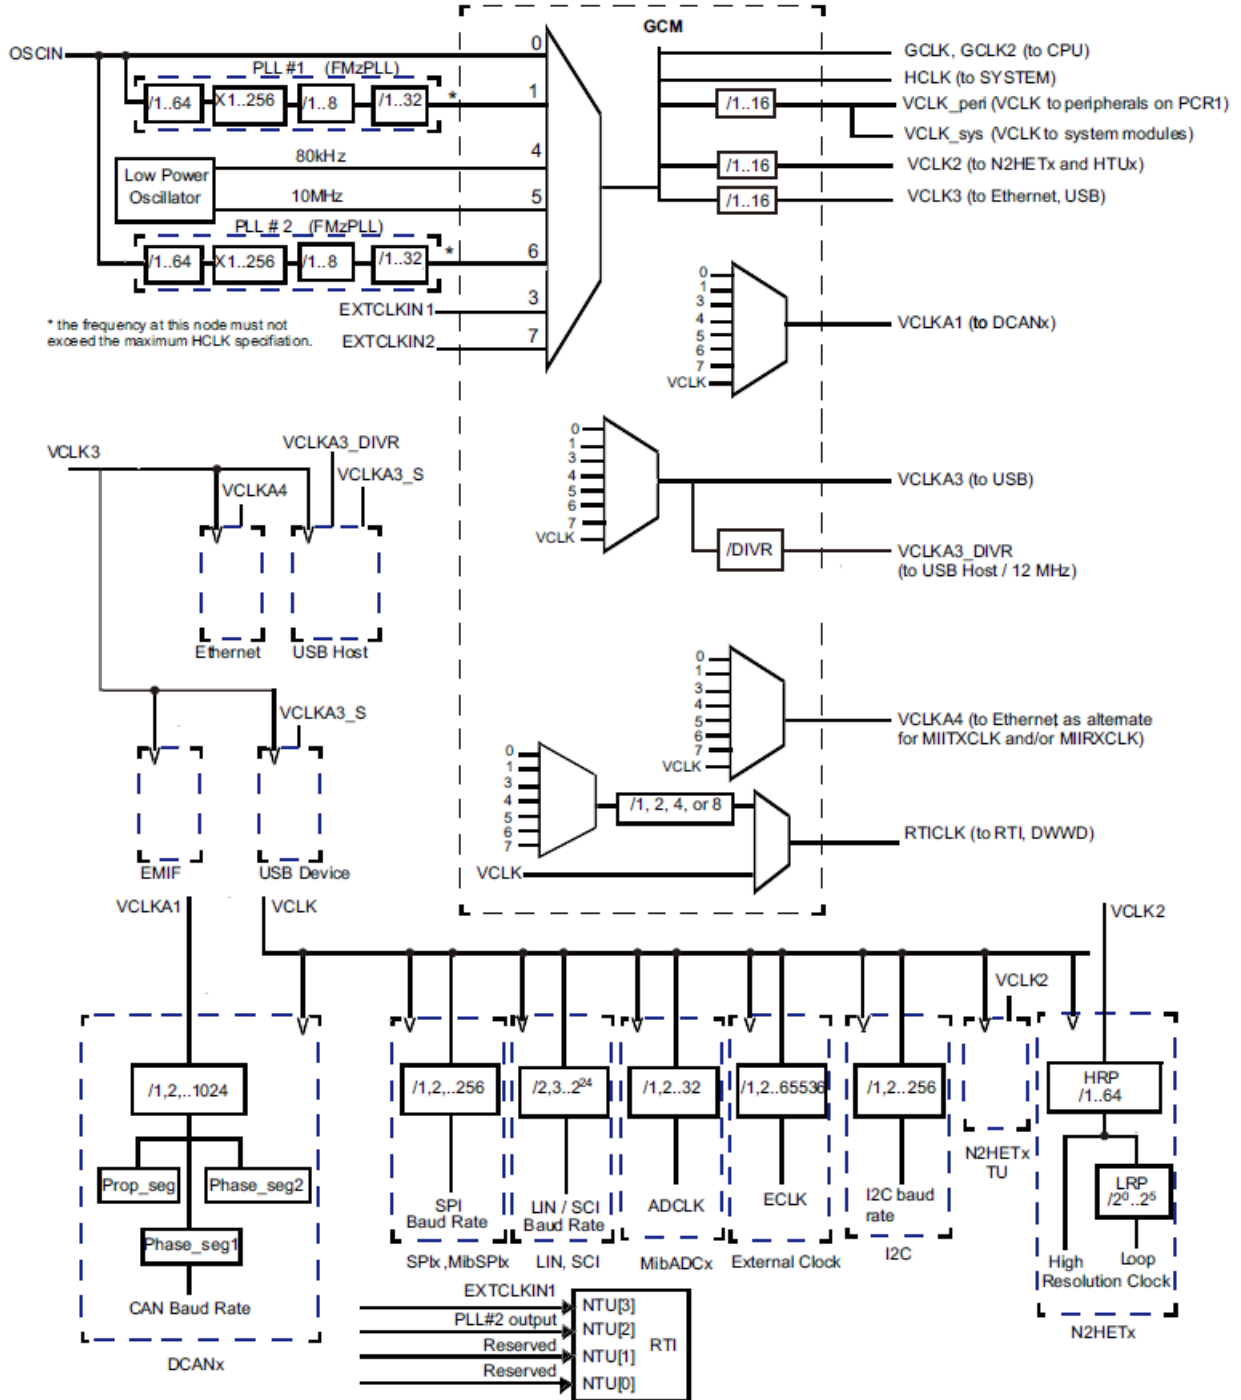 GCM
OSCIN
0
GCLK, GCLK2 (to CPU)
PLL #1 (FMzPLL)
HCLK (to SYSTEM)
/1..64
X1..256
/1..8
/1..32
*
1
/1..16
VCLK_peri (VCLK to peripherals on PCR1)
VCLK_sys (VCLK to system modules)
80kHz
4
Low Power
Oscillator
/1..16
VCLK2 (to N2HETx and HTUx)
10MHz
5
/1..16
VCLK3 (to Ethernet, USB)
PLL # 2 (FMzPLL)
/1..64
X1..256
/1..8
/1..32
*
6
EXTCLKIN1
3
EXTCLKIN2
7
* the frequency at this node must not
exceed the maximum HCLK specifiation.
0
1
3
4
5
6
7
VCLK
VCLKA1 (to DCANx)
0
1
3
4
5
6
7
VCLK
VCLKA3 (to USB)
/DIVR
VCLKA3_DIVR
(to USB Host / 12 MHz)
VCLK3
VCLKA3_DIVR
VCLKA3_S
VCLKA4
Ethernet
USB Host
0
1
3
4
5
6
7
VCLK
VCLKA4 (to Ethernet as alternate
for MIITXCLK and/or MIIRXCLK)
VCLKA3_S
EMIF
USB Device
0
1
3
4
5
6
7
/1, 2, 4, or 8
VCLK
RTICLK (to RTI, DWWD)
VCLKA1
VCLK
VCLK2
VCLK2
/1,2,..1024
Prop_seg
Phase_seg2
Phase_seg1
CAN Baud Rate
DCANx
/1,2,..256
SPI
Baud Rate
SPIx ,MibSPIx
/2,3..2²⁴
LIN / SCI
Baud Rate
LIN, SCI
/1,2..32
ADCLK
MibADCx
/1,2..65536
ECLK
External Clock
/1,2..256
I2C baud
rate
I2C
N2HETx
TU
HRP
/1..64
LRP
/2⁰..2⁵
High
Loop
Resolution Clock
N2HETx
EXTCLKIN1
NTU[3]
PLL#2 output
NTU[2]
RTI
Reserved
NTU[1]
Reserved
NTU[0]